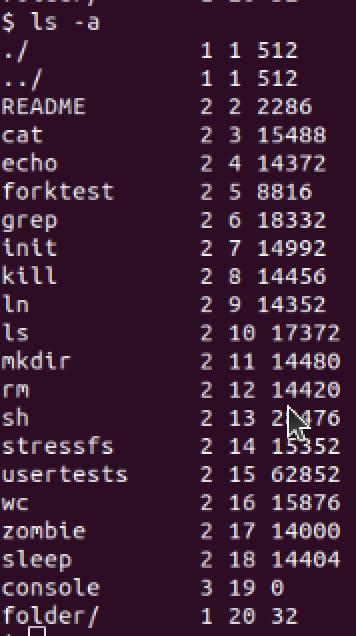 $ ls -a
./ 1 1 512
../ 1 1 512
README 2 2 2286
cat 2 3 15488
echo 2 4 14372
forktest 2 5 8816
grep 2 6 18332
init 2 7 14992
kill 2 8 14456
ln 2 9 14352
ls 2 10 17372
mkdir 2 11 14480
rm 2 12 14420
sh 2 13
stressfs 2 14 15352
usertests 2 15 62852
wc 2 16 15876
zombie 2 17 14000
sleep 2 18 14404
console 3 19 0
folder/ 1 20 32